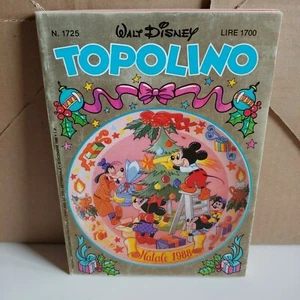 N. 1725
WALT DISNEY
LIRE 1700
TOPOLINO
Natale 1988